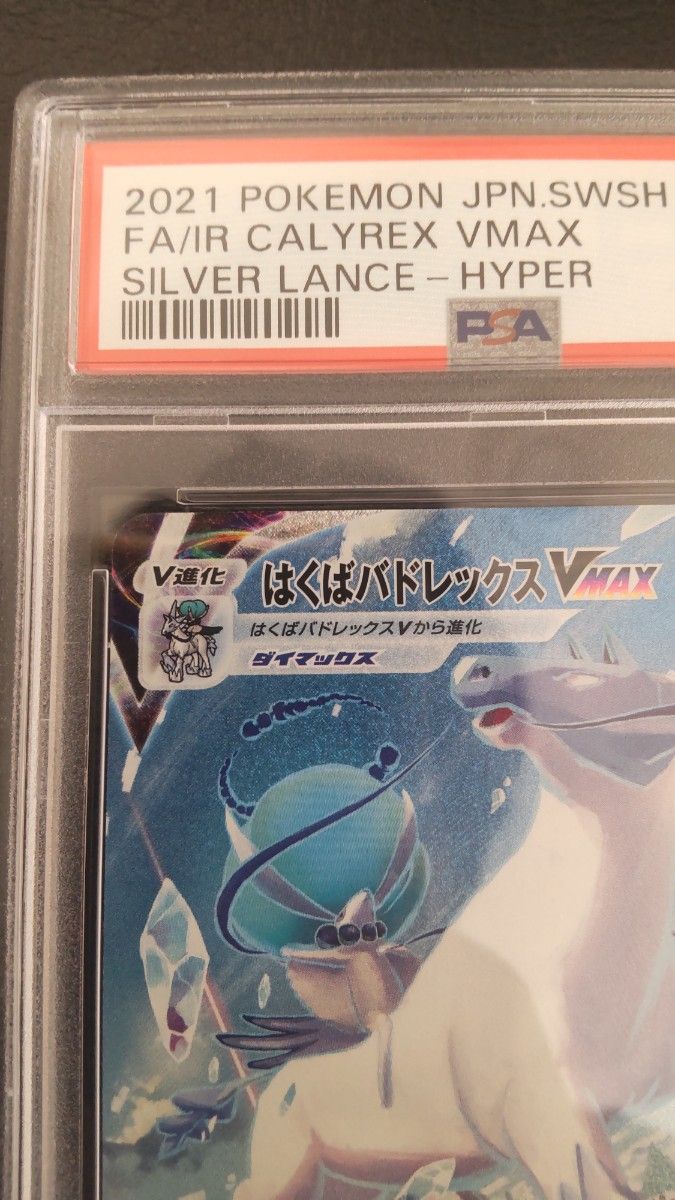 2021 POKEMON JPN.SWSH
FA/IR CALYREX VMAX
SILVER LANCE-HYPER
PSA
V進化
はくばバドレックスVMAX
はくばバドレックスVから進化
ダイマックス